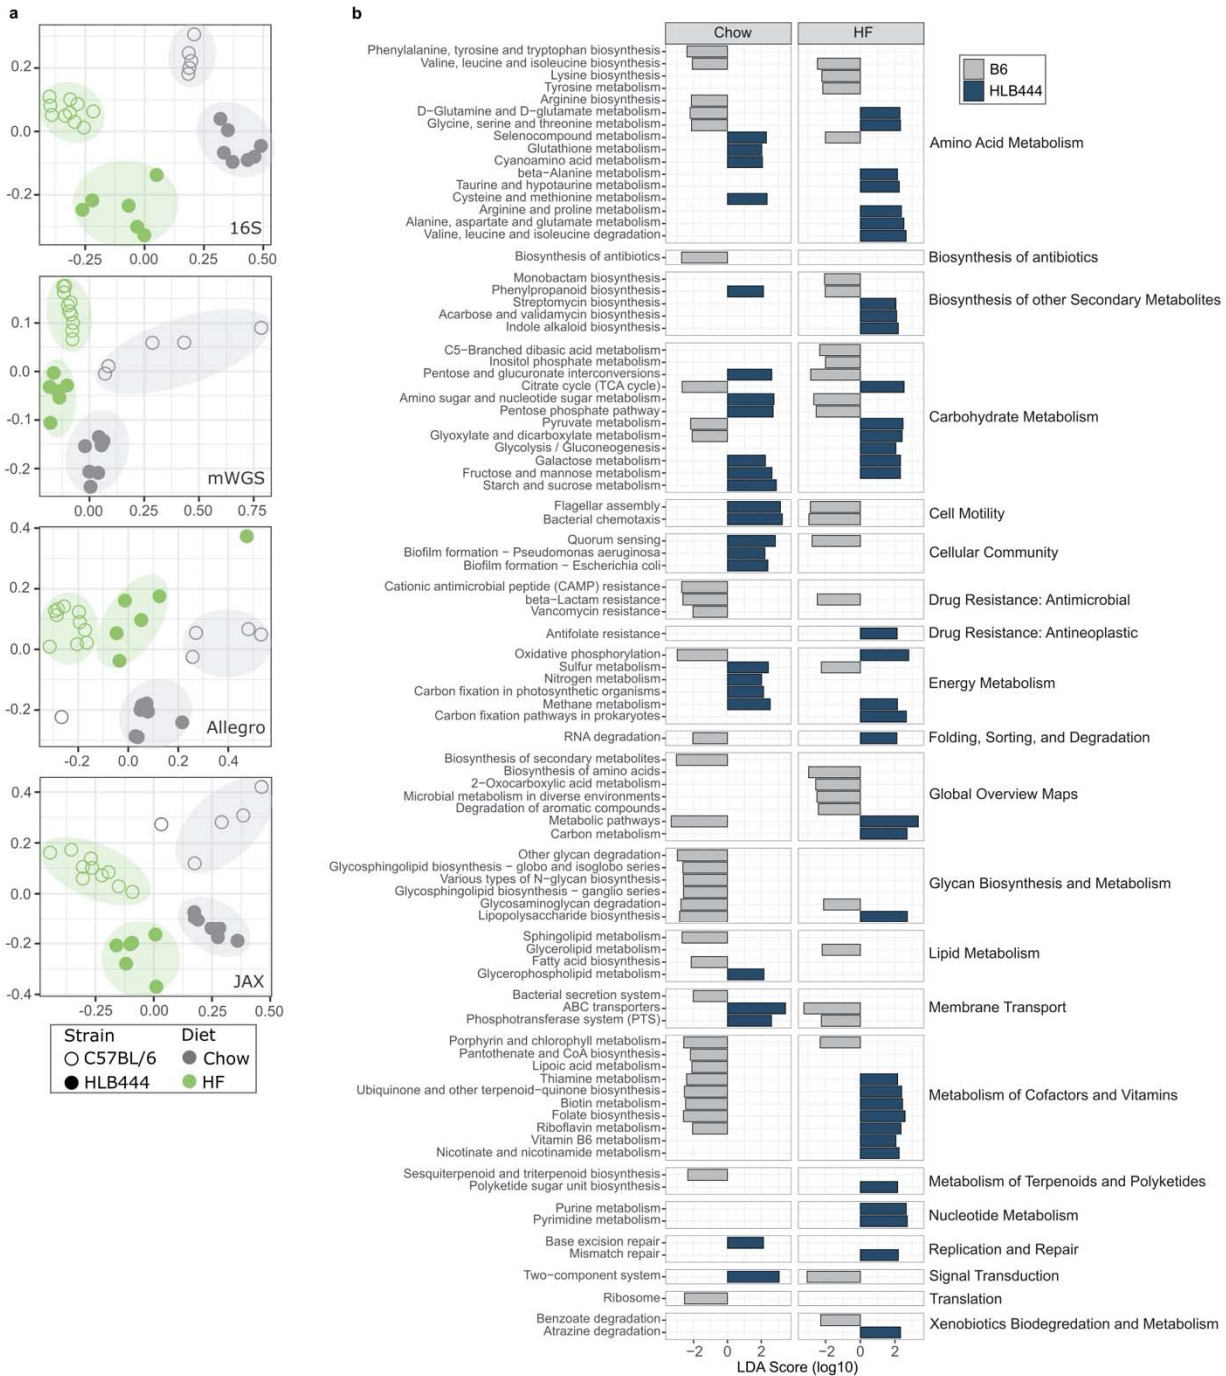 a
0.2
0.0
-0.2
16S
-0.25
0.00
0.25
0.50
0.1
0.0
-0.1
-0.2
mWGS
0.00
0.25
0.50
0.75
0.4
0.2
0.0
-0.2
Allegro
-0.2
0.0
0.2
0.4
0.4
0.2
0.0
-0.2
-0.4
JAX
-0.25
0.00
0.25
0.50
Strain
Diet
C57BL/6
Chow
HLB444
HF
b
Chow
HF
B6
HLB444
Phenylalanine, tyrosine and tryptophan biosynthesis
Valine, leucine and isoleucine biosynthesis
Lysine biosynthesis
Tyrosine metabolism
Arginine biosynthesis
D−Glutamine and D−glutamate metabolism
Glycine, serine and threonine metabolism
Selenocompound metabolism
Glutathione metabolism
Cyanoamino acid metabolism
beta−Alanine metabolism
Taurine and hypotaurine metabolism
Cysteine and methionine metabolism
Arginine and proline metabolism
Alanine, aspartate and glutamate metabolism
Valine, leucine and isoleucine degradation
Amino Acid Metabolism
Biosynthesis of antibiotics
Biosynthesis of antibiotics
Monobactam biosynthesis
Phenylpropanoid biosynthesis
Streptomycin biosynthesis
Acarbose and validamycin biosynthesis
Indole alkaloid biosynthesis
Biosynthesis of other Secondary Metabolites
C5−Branched dibasic acid metabolism
Inositol phosphate metabolism
Pentose and glucuronate interconversions
Citrate cycle (TCA cycle)
Amino sugar and nucleotide sugar metabolism
Pentose phosphate pathway
Pyruvate metabolism
Glyoxylate and dicarboxylate metabolism
Glycolysis / Gluconeogenesis
Galactose metabolism
Fructose and mannose metabolism
Starch and sucrose metabolism
Carbohydrate Metabolism
Flagellar assembly
Bacterial chemotaxis
Cell Motility
Quorum sensing
Biofilm formation − Pseudomonas aeruginosa
Biofilm formation − Escherichia coli
Cellular Community
Cationic antimicrobial peptide (CAMP) resistance
beta−Lactam resistance
Vancomycin resistance
Drug Resistance: Antimicrobial
Antifolate resistance
Drug Resistance: Antineoplastic
Oxidative phosphorylation
Sulfur metabolism
Nitrogen metabolism
Carbon fixation in photosynthetic organisms
Methane metabolism
Carbon fixation pathways in prokaryotes
Energy Metabolism
RNA degradation
Folding, Sorting, and Degradation
Biosynthesis of secondary metabolites
Biosynthesis of amino acids
2−Oxocarboxylic acid metabolism
Microbial metabolism in diverse environments
Degradation of aromatic compounds
Metabolic pathways
Carbon metabolism
Global Overview Maps
Other glycan degradation
Glycosphingolipid biosynthesis − globo and isoglobo series
Various types of N−glycan biosynthesis
Glycosphingolipid biosynthesis − ganglio series
Glycosaminoglycan degradation
Lipopolysaccharide biosynthesis
Glycan Biosynthesis and Metabolism
Sphingolipid metabolism
Glycerolipid metabolism
Fatty acid biosynthesis
Glycerophospholipid metabolism
Lipid Metabolism
Bacterial secretion system
ABC transporters
Phosphotransferase system (PTS)
Membrane Transport
Porphyrin and chlorophyll metabolism
Pantothenate and CoA biosynthesis
Lipoic acid metabolism
Thiamine metabolism
Ubiquinone and other terpenoid−quinone biosynthesis
Biotin metabolism
Folate biosynthesis
Riboflavin metabolism
Vitamin B6 metabolism
Nicotinate and nicotinamide metabolism
Metabolism of Cofactors and Vitamins
Sesquiterpenoid and triterpenoid biosynthesis
Polyketide sugar unit biosynthesis
Metabolism of Terpenoids and Polyketides
Purine metabolism
Pyrimidine metabolism
Nucleotide Metabolism
Base excision repair
Mismatch repair
Replication and Repair
Two−component system
Signal Transduction
Ribosome
Translation
Benzoate degradation
Atrazine degradation
Xenobiotics Biodegredation and Metabolism
−2 0 2 −2 0 2
LDA Score (log10)